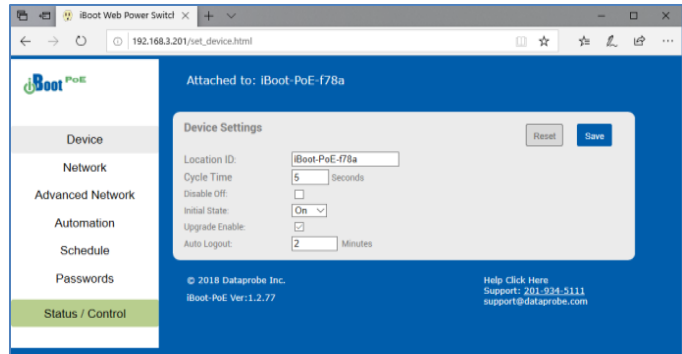 iBoot Web Power Switch
192.168.3.201/set_device.html
iBoot PoE
Attached to: iBoot-PoE-f78a
Device
Network
Advanced Network
Automation
Schedule
Passwords
Status / Control
Device Settings
Reset
Save
Location ID: iBoot-PoE-f78a
Cycle Time 5 Seconds
Disable Off:
Initial State: On
Upgrade Enable:
Auto Logout: 2 Minutes
© 2018 Dataprobe Inc.
iBoot-PoE Ver:1.2.77
Help Click Here
Support: 201-934-5111
support@dataprobe.com